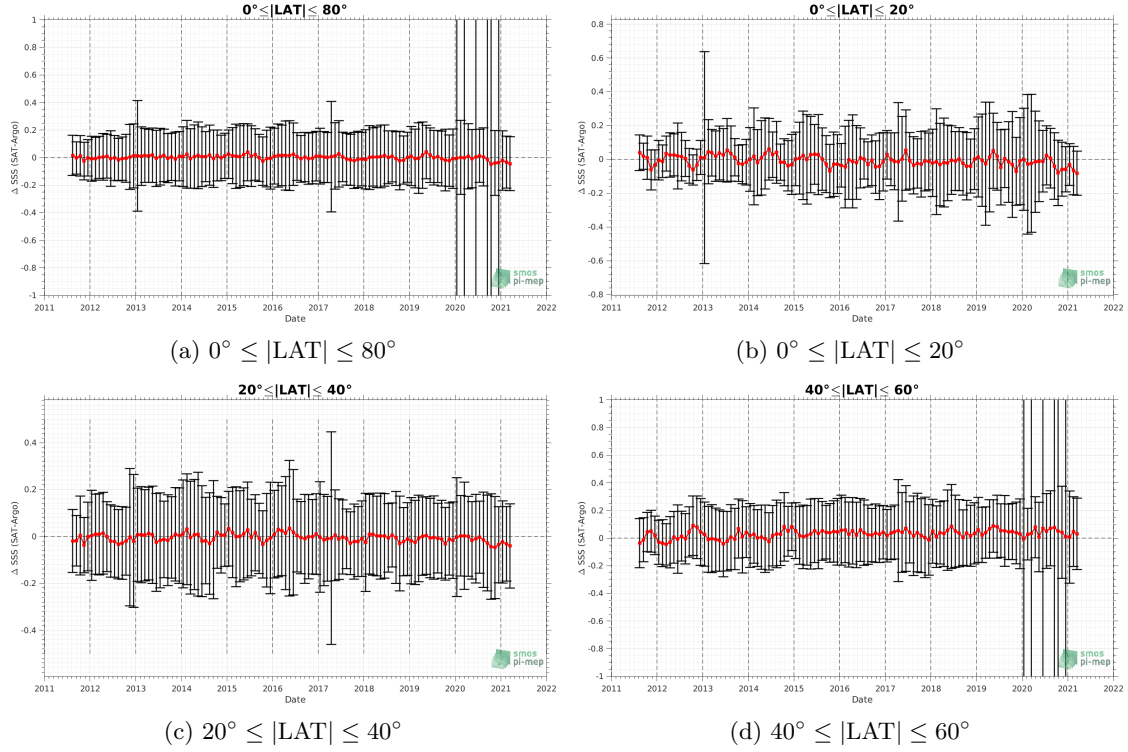 0°≤|LAT|≤ 80°
1
0.8
0.6
0.4
0.2
0
-0.2
-0.4
-0.6
-0.8
-1
Δ SSS (SAT-Argo)
2011 2012 2013 2014 2015 2016 2017 2018 2019 2020 2021 2022
Date
smos
pi-mep
(a) 0° ≤ |LAT| ≤ 80°
0°≤|LAT|≤ 20°
0.8
0.6
0.4
0.2
0
-0.2
-0.4
-0.6
-0.8
Δ SSS (SAT-Argo)
2011 2012 2013 2014 2015 2016 2017 2018 2019 2020 2021 2022
Date
smos
pi-mep
(b) 0° ≤ |LAT| ≤ 20°
20°≤|LAT|≤ 40°
0.4
0.2
0
-0.2
-0.4
Δ SSS (SAT-Argo)
2011 2012 2013 2014 2015 2016 2017 2018 2019 2020 2021 2022
Date
smos
pi-mep
(c) 20° ≤ |LAT| ≤ 40°
40°≤|LAT|≤ 60°
1
0.8
0.6
0.4
0.2
0
-0.2
-0.4
-0.6
-0.8
-1
Δ SSS (SAT-Argo)
2011 2012 2013 2014 2015 2016 2017 2018 2019 2020 2021 2022
Date
smos
pi-mep
(d) 40° ≤ |LAT| ≤ 60°